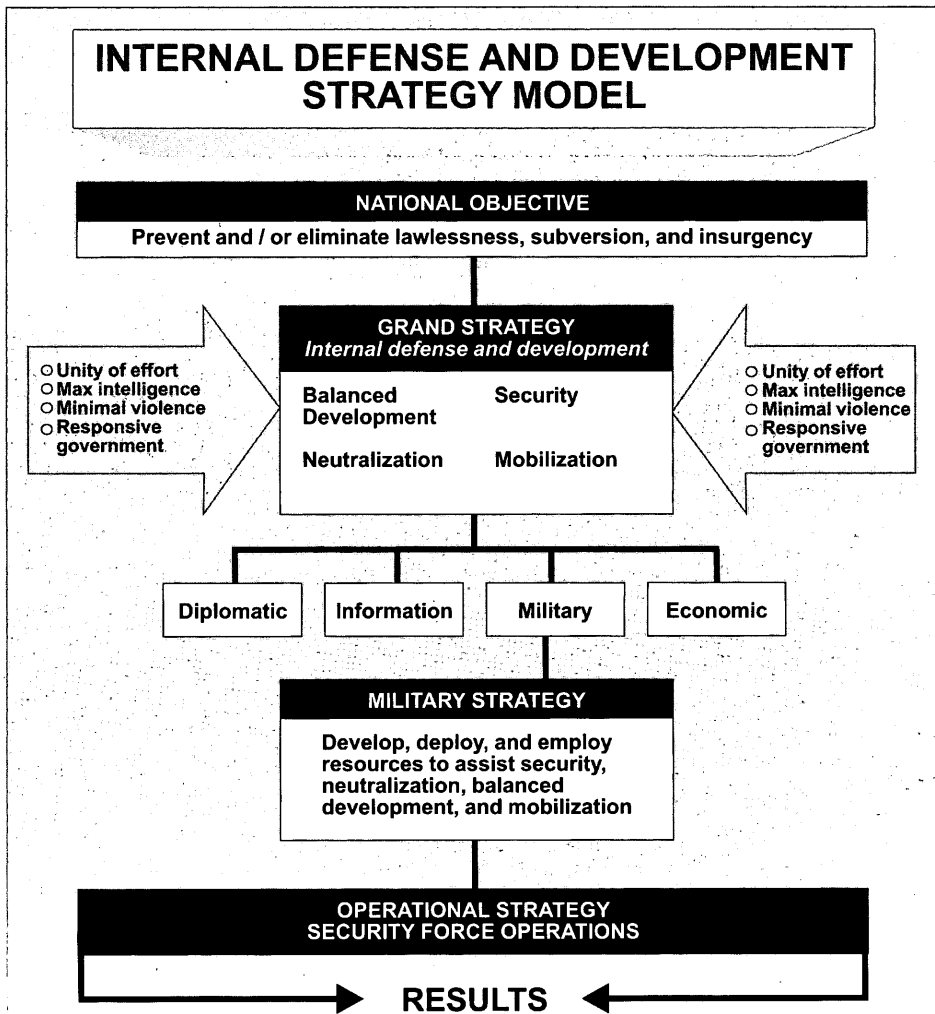 INTERNAL DEFENSE AND DEVELOPMENT
STRATEGY MODEL
NATIONAL OBJECTIVE
Prevent and / or eliminate lawlessness, subversion, and insurgency
GRAND STRATEGY
Internal defense and development
Balanced
Development
Security
Neutralization
Mobilization
Unity of effort
Max intelligence
Minimal violence
Responsive
government
Unity of effort
Max intelligence
Minimal violence
Responsive
government
Diplomatic
Information
Military
Economic
MILITARY STRATEGY
Develop, deploy, and employ
resources to assist security,
neutralization, balanced
development, and mobilization
OPERATIONAL STRATEGY
SECURITY FORCE OPERATIONS
RESULTS